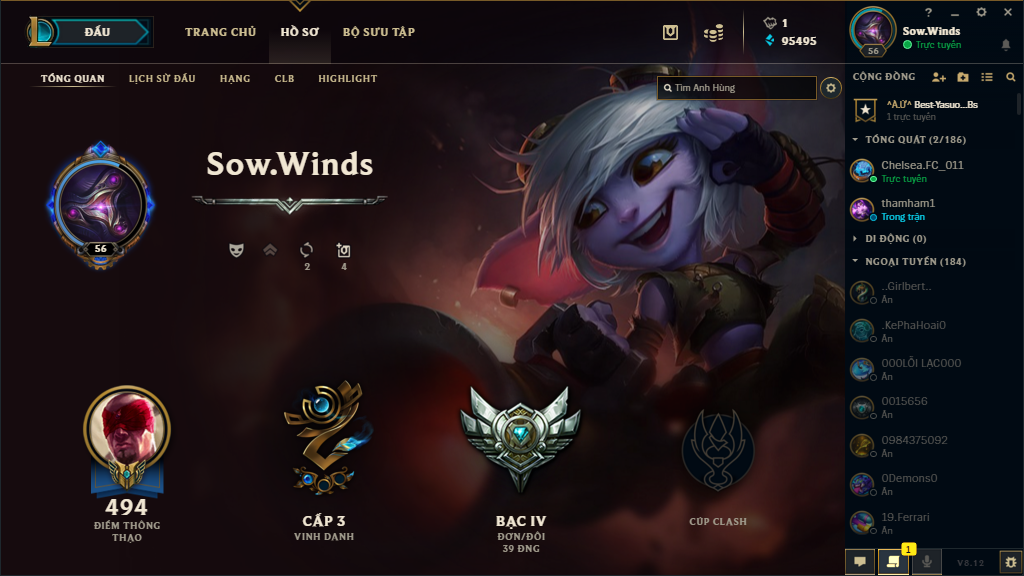 ĐẤU
TRANG CHỦ
HỒ SƠ
BỘ SƯU TẬP
1
95495
TỔNG QUAN
LỊCH SỬ ĐẤU
HẠNG
CLB
HIGHLIGHT
Tìm Anh Hùng
Sow.Winds
56
2
4
494
ĐIỂM THÔNG
THẠO
CẤP 3
VINH DANH
BẠC IV
ĐƠN/ĐÔI
39 ĐNG
CÚP CLASH
56
Sow.Winds
Trực tuyến
CỘNG ĐỒNG
^À.Ử^ Best-Yasuo...Bs
1 trực tuyến
TỔNG QUÁT (2/186)
Chelsea.FC_011
Trực tuyến
thamham1
Trong trận
DI ĐỘNG (0)
NGOẠI TUYẾN (184)
..Girlbert..
Ẩn
.KePhaHoai0
Ẩn
000LÔI LẠC000
Ẩn
0015656
Ẩn
0984375092
Ẩn
0Demons0
Ẩn
19.Ferrari
Ẩn
1
V8.12